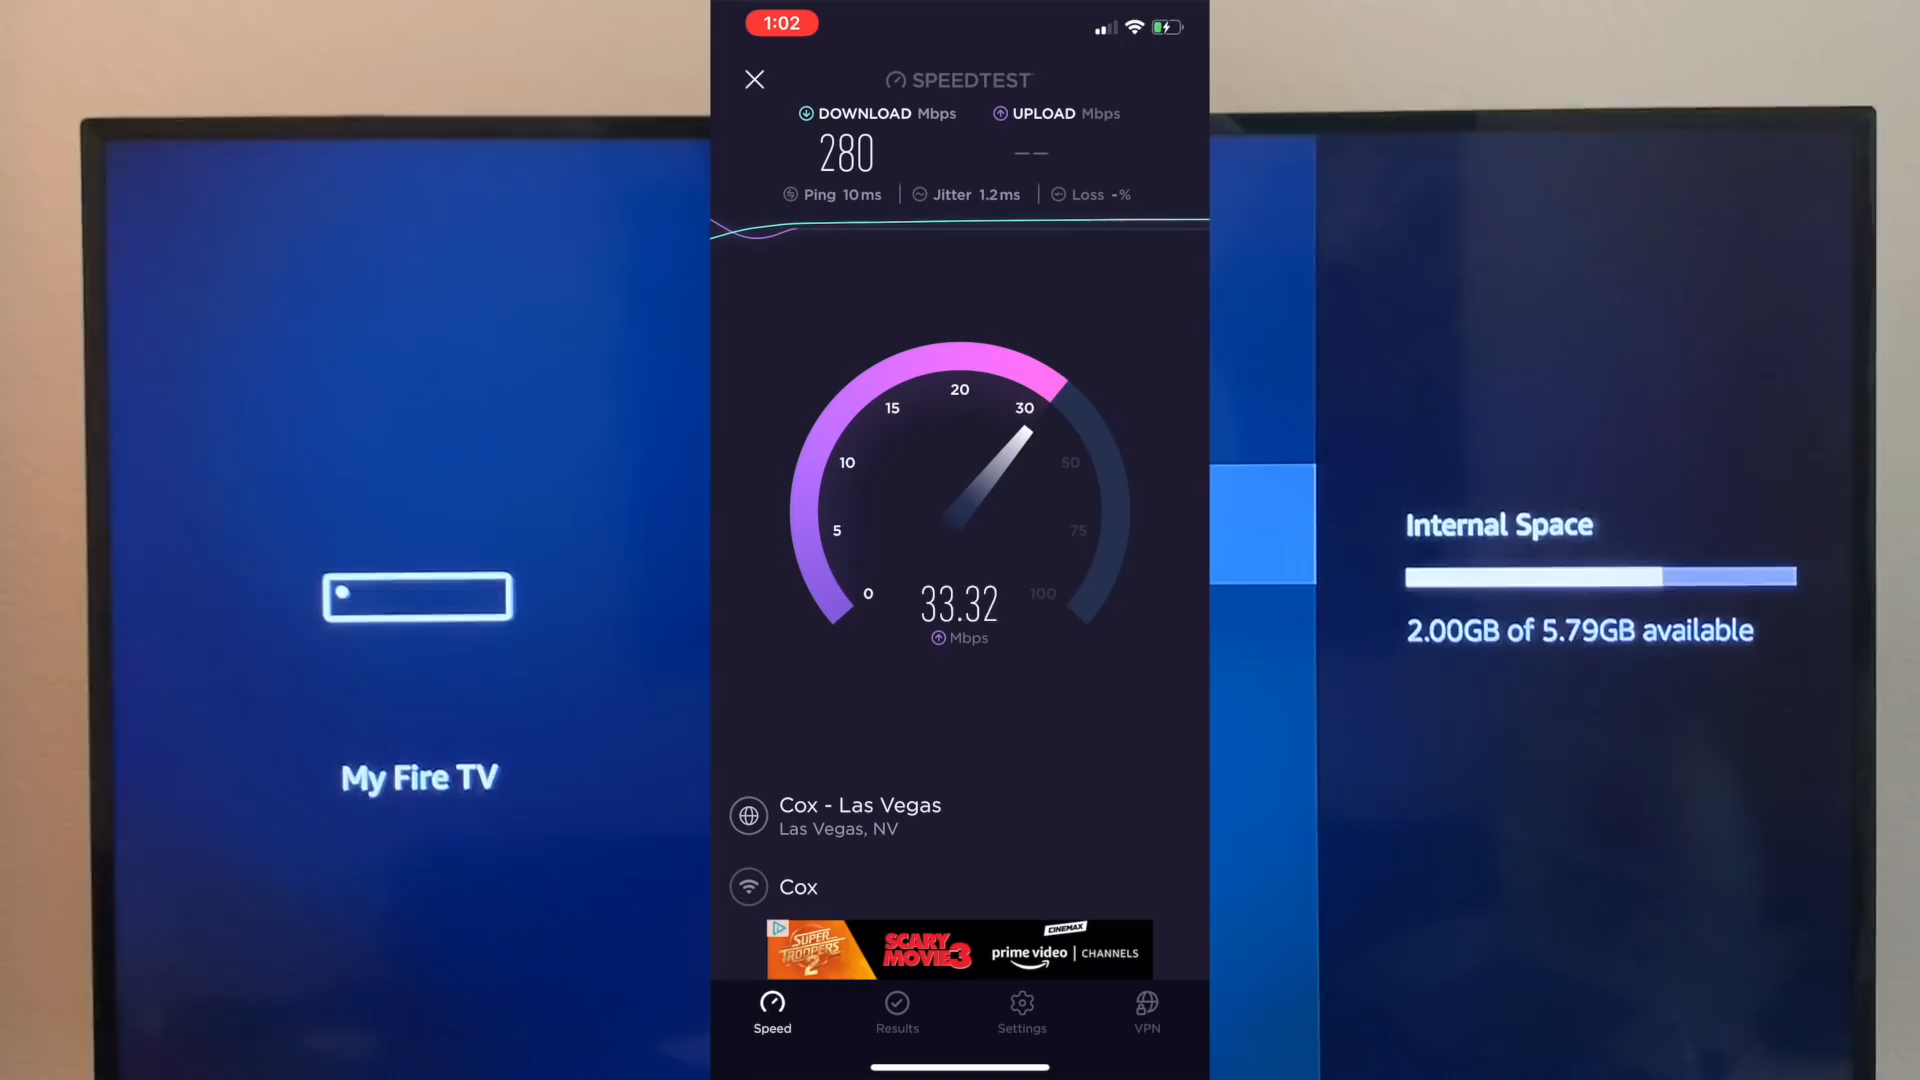 1:02
SPEEDTEST
DOWNLOAD Mbps
UPLOAD Mbps
280
——
Ping 10ms
Jitter 1.2ms
Loss -%
20
15
30
10
50
5
75
0
33.32
100
Mbps
Cox - Las Vegas
Las Vegas, NV
Cox
SUPER TROOPERS 2
SCARY MOVIE 3
CINEMAX
prime video | CHANNELS
Speed
Results
Settings
VPN
My Fire TV
Internal Space
2.00GB of 5.79GB available